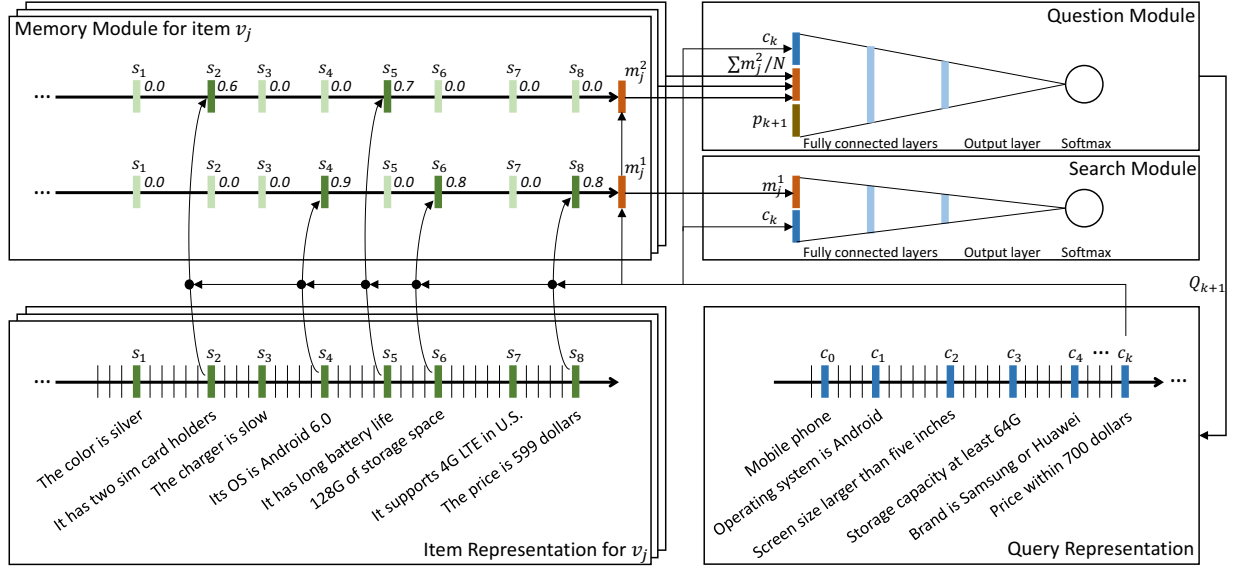 Memory Module for item v_j
s_1 s_2 s_3 s_4 s_5 s_6 s_7 s_8 m_j^2
0.0 0.6 0.0 0.0 0.7 0.0 0.0 0.0
...
s_1 s_2 s_3 s_4 s_5 s_6 s_7 s_8 m_j^1
0.0 0.0 0.0 0.9 0.0 0.8 0.0 0.8
...
Question Module
c_k
∑m_j^2/N
p_{k+1}
Fully connected layers Output layer Softmax
Search Module
m_j^1
c_k
Fully connected layers Output layer Softmax
Q_{k+1}
s_1 s_2 s_3 s_4 s_5 s_6 s_7 s_8
...
The color is silver
It has two sim card holders
The charger is slow
Its OS is Android 6.0
It has long battery life
128G of storage space
It supports 4G LTE in U.S.
The price is 599 dollars
Item Representation for v_j
c_0 c_1 c_2 c_3 c_4 ... c_k
...
Mobile phone
Operating system is Android
Screen size larger than five inches
Storage capacity at least 64G
Brand is Samsung or Huawei
Price within 700 dollars
Query Representation